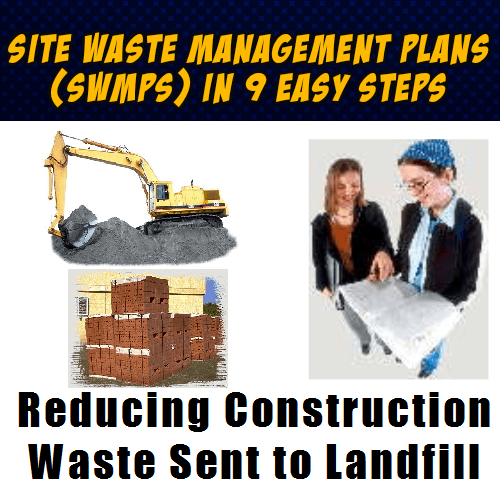 SITE WASTE MANAGEMENT PLANS
(SWMPS) IN 9 EASY STEPS
Reducing Construction
Waste Sent to Landfill